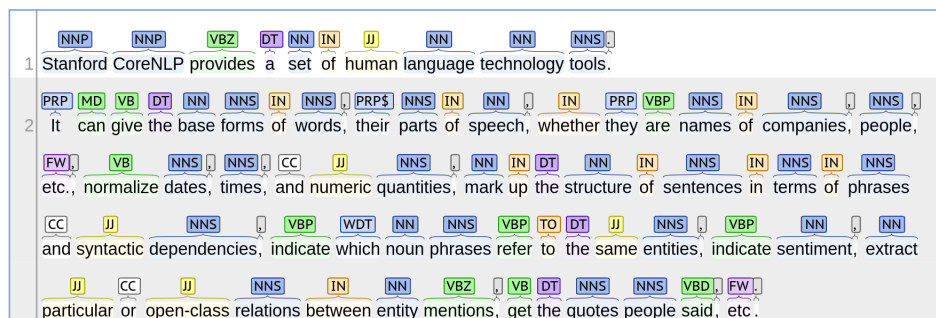 NNP NNP VBZ DT NN IN JJ NN NN NNS .
1 Stanford CoreNLP provides a set of human language technology tools.
PRP MD VB DT NN NNS IN NNS , PRP$ NNS IN NN , IN PRP VBP NNS IN NNS , NNS ,
2 It can give the base forms of words, their parts of speech, whether they are names of companies, people,
FW , VB NNS , NNS , CC JJ NNS , NN IN DT NN IN NNS IN NNS IN NNS
etc., normalize dates, times, and numeric quantities, mark up the structure of sentences in terms of phrases
CC JJ NNS , VBP WDT NN NNS VBP TO DT JJ NNS , VBP NN , NN
and syntactic dependencies, indicate which noun phrases refer to the same entities, indicate sentiment, extract
JJ CC JJ NNS IN NN VBZ , VB DT NNS NNS VBD , FW .
particular or open-class relations between entity mentions, get the quotes people said, etc.